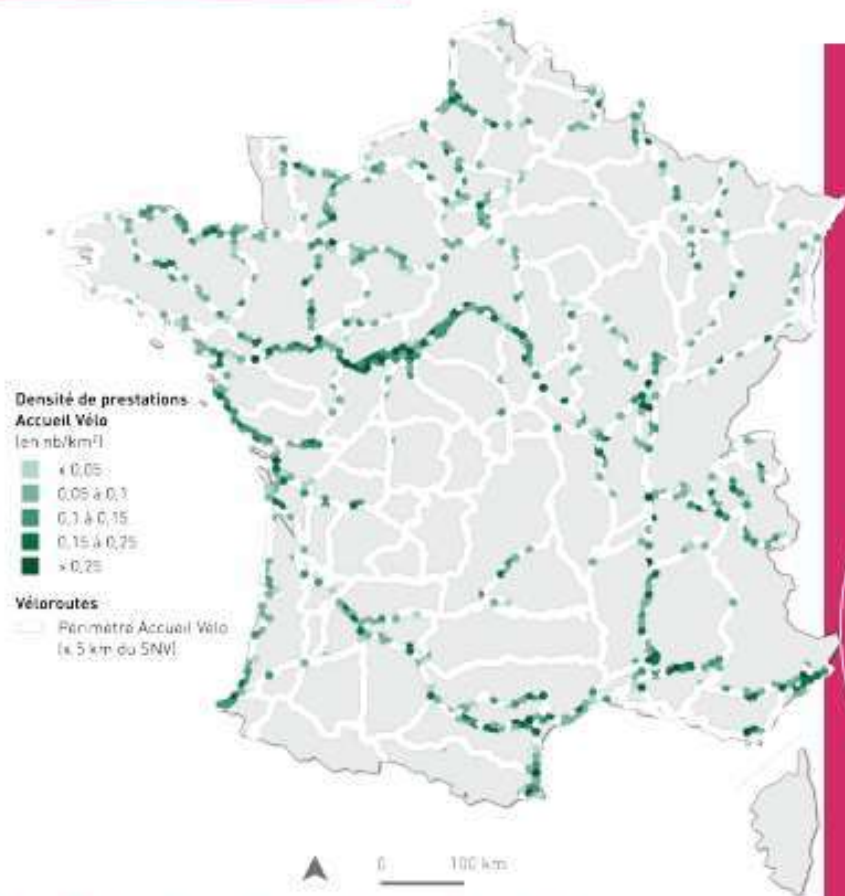 Densité de prestations
Accueil Vélo
(en nb/km²)
< 0,05
0,05 à 0,1
0,1 à 0,15
0,15 à 0,25
> 0,25
Véloroutes
Périmètre Accueil Vélo
(< 5 km du SNV)
0 100 km